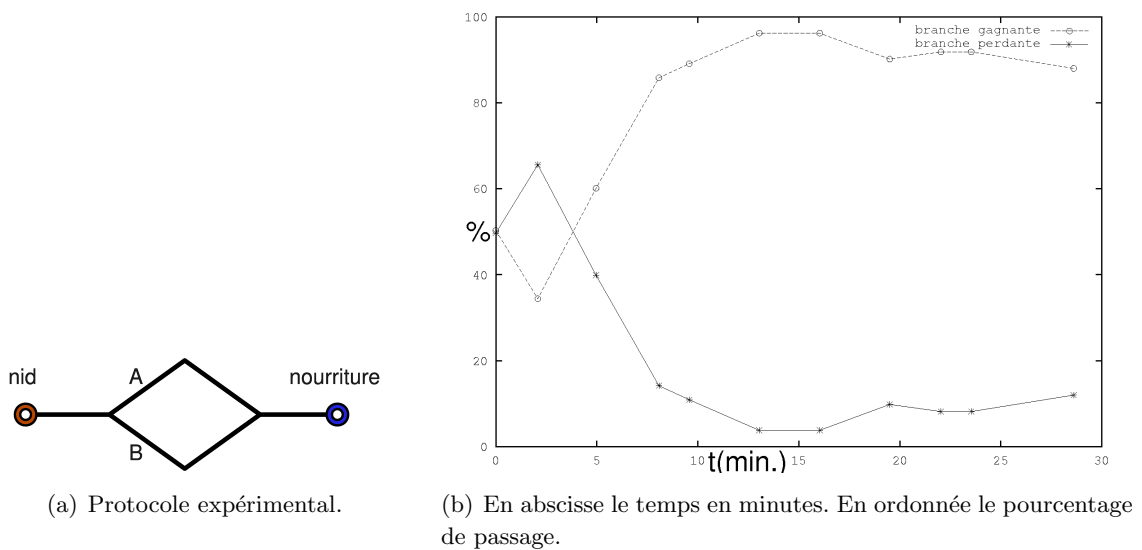 nid
A
B
nourriture
(a) Protocole expérimental.
branche gagnante
branche perdante
100
80
60
%
40
20
0
0 5 10 t(min.) 15 20 25 30
(b) En abscisse le temps en minutes. En ordonnée le pourcentage
de passage.